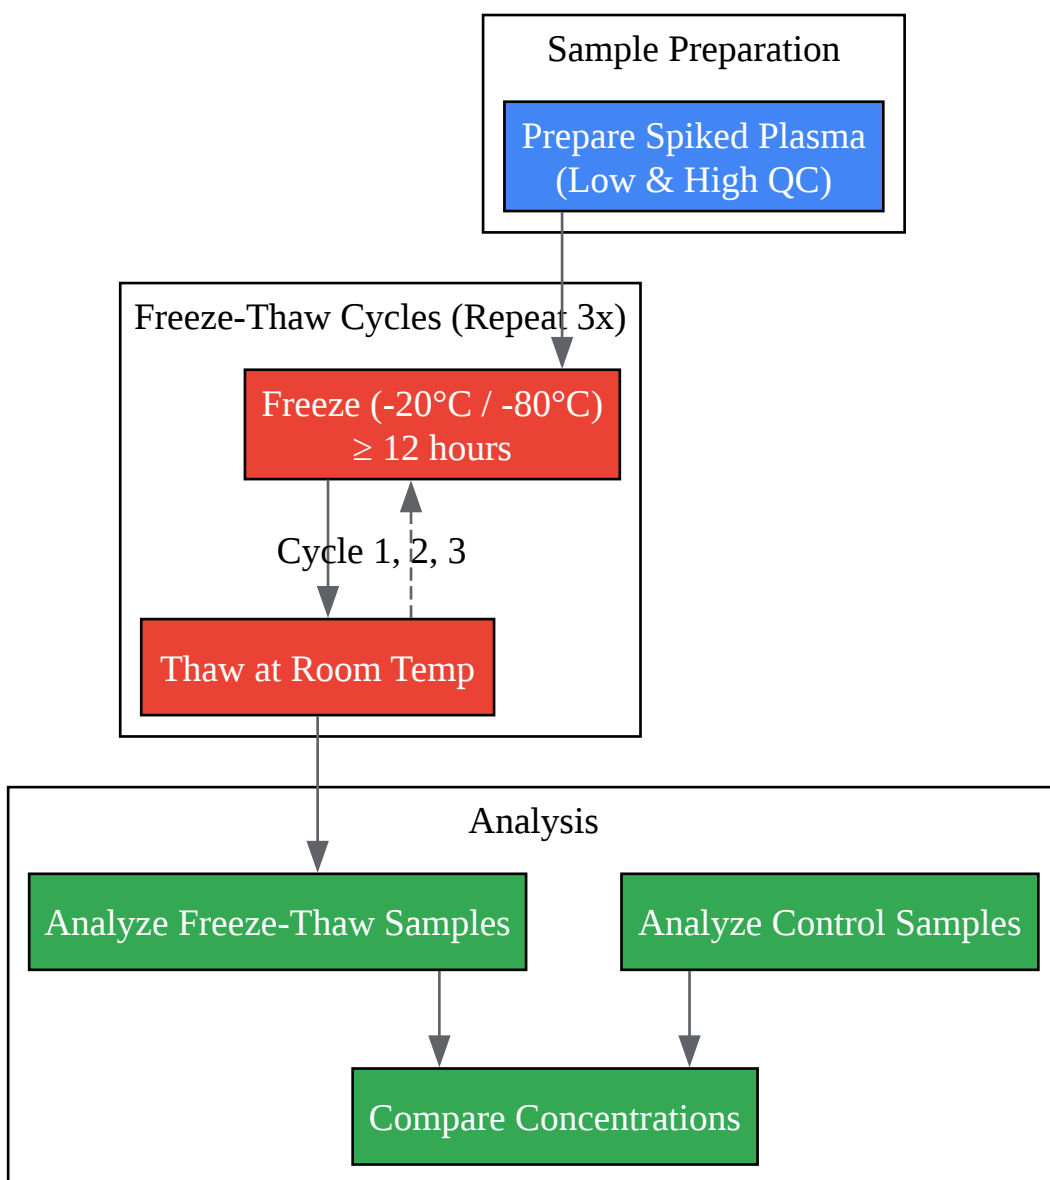 Sample Preparation
Prepare Spiked Plasma
(Low & High QC)
Freeze-Thaw Cycles (Repeat 3x)
Freeze (-20°C / -80°C)
≥ 12 hours
Cycle 1, 2, 3
Thaw at Room Temp
Analysis
Analyze Freeze-Thaw Samples
Analyze Control Samples
Compare Concentrations